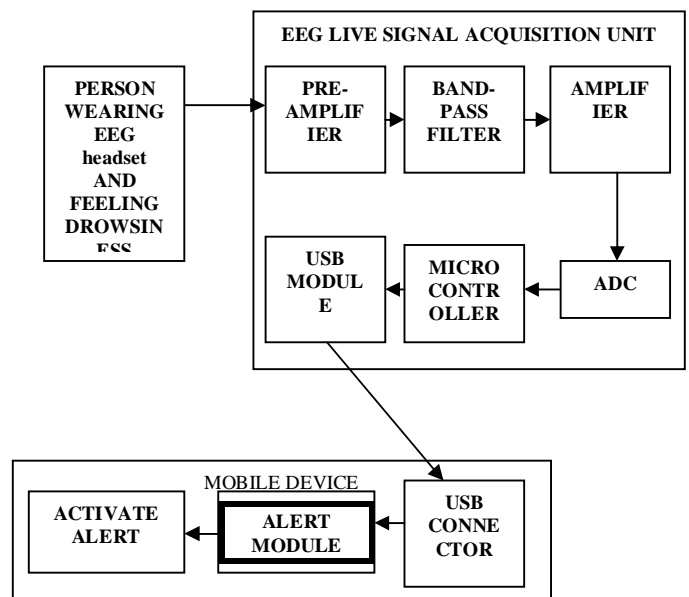 EEG LIVE SIGNAL ACQUISITION UNIT
PERSON
WEARING
EEG
headset
AND
FEELING
DROWSIN
ESS
PRE-
AMPLIF
IER
BAND-
PASS
FILTER
AMPLIF
IER
ADC
MICRO
CONTR
OLLER
USB
MODUL
E
MOBILE DEVICE
USB
CONNE
CTOR
ALERT
MODULE
ACTIVATE
ALERT